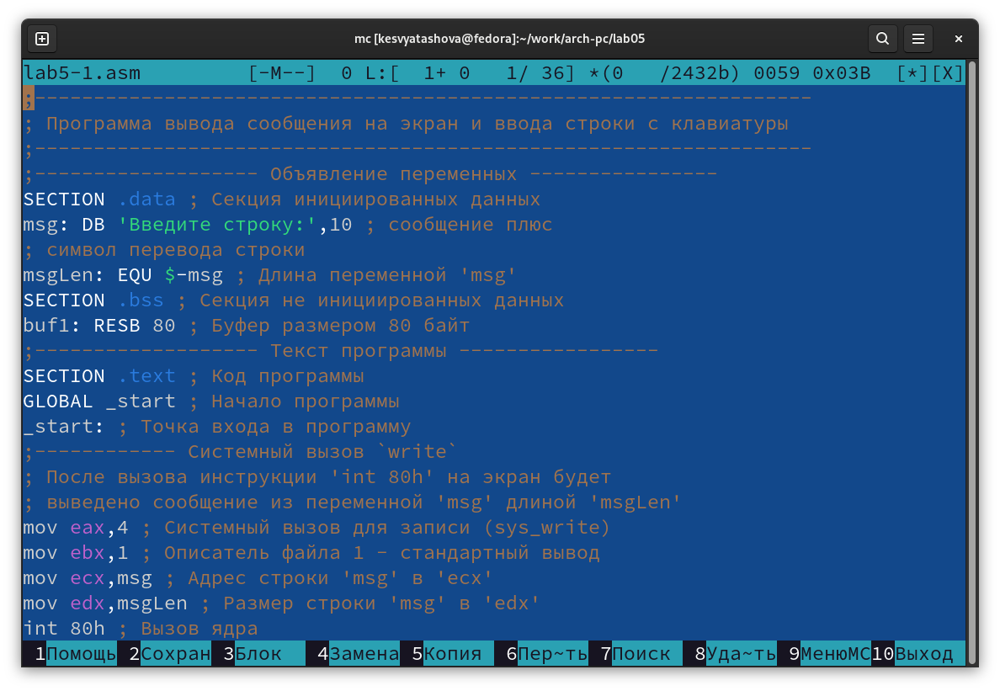 mc [kesvyatashova@fedora]:~/work/arch-pc/lab05
lab5-1.asm [-M--] 0 L:[ 1+ 0 1/ 36] *(0 /2432b) 0059 0x03B [*][X]
;------------------------------------------------------------------
; Программа вывода сообщения на экран и ввода строки с клавиатуры
;------------------------------------------------------------------
;------------------- Объявление переменных ----------------
SECTION .data ; Секция инициированных данных
msg: DB 'Введите строку:',10 ; сообщение плюс
; символ перевода строки
msgLen: EQU $-msg ; Длина переменной 'msg'
SECTION .bss ; Секция не инициированных данных
buf1: RESB 80 ; Буфер размером 80 байт
;------------------- Текст программы -----------------
SECTION .text ; Код программы
GLOBAL _start ; Начало программы
_start: ; Точка входа в программу
;------------ Системный вызов `write`
; После вызова инструкции 'int 80h' на экран будет
; выведено сообщение из переменной 'msg' длиной 'msgLen'
mov eax,4 ; Системный вызов для записи (sys_write)
mov ebx,1 ; Описатель файла 1 - стандартный вывод
mov ecx,msg ; Адрес строки 'msg' в 'ecx'
mov edx,msgLen ; Размер строки 'msg' в 'edx'
int 80h ; Вызов ядра
1Помощь 2Сохран 3Блок 4Замена 5Копия 6Пер~ть 7Поиск 8Уда~ть 9МенюМС10Выход